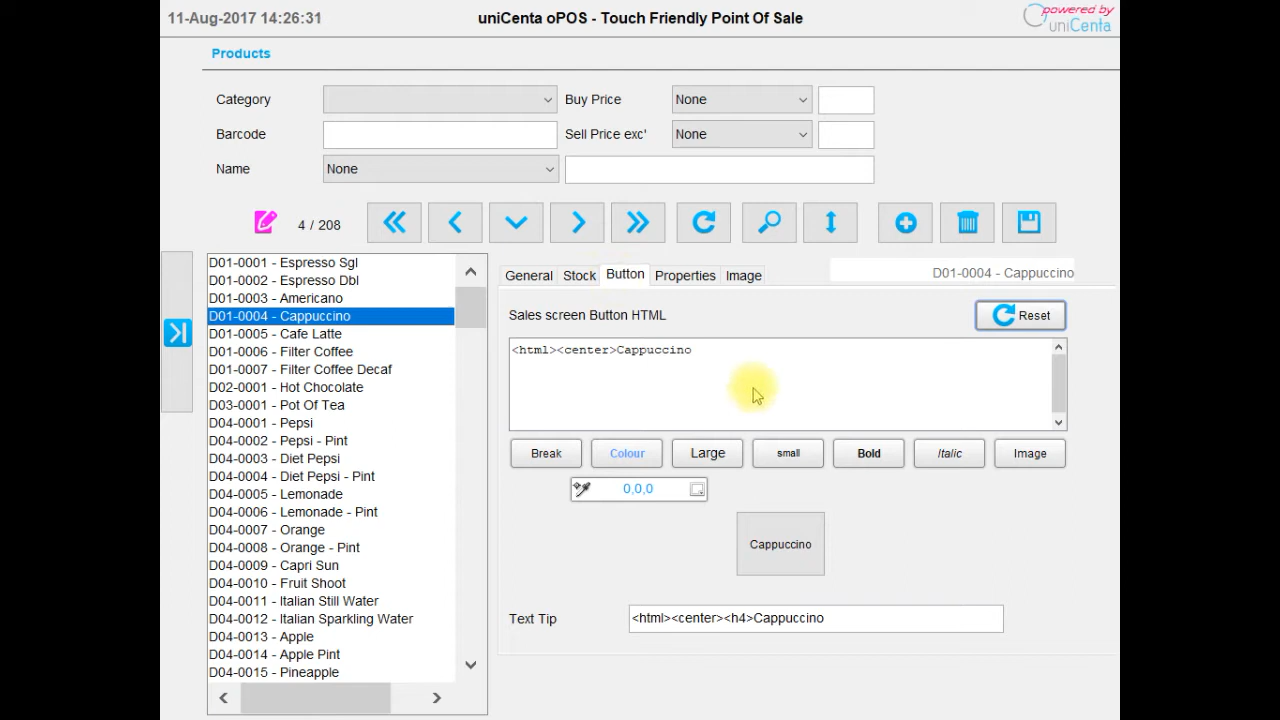 11-Aug-2017 14:26:31 uniCenta oPOS - Touch Friendly Point Of Sale powered by
uniCenta
Products
Category Buy Price None
Barcode Sell Price exc' None
Name None
4 / 208
D01-0001 - Espresso Sgl
D01-0002 - Espresso Dbl
D01-0003 - Americano
D01-0004 - Cappuccino
D01-0005 - Cafe Latte
D01-0006 - Filter Coffee
D01-0007 - Filter Coffee Decaf
D02-0001 - Hot Chocolate
D03-0001 - Pot Of Tea
D04-0001 - Pepsi
D04-0002 - Pepsi - Pint
D04-0003 - Diet Pepsi
D04-0004 - Diet Pepsi - Pint
D04-0005 - Lemonade
D04-0006 - Lemonade - Pint
D04-0007 - Orange
D04-0008 - Orange - Pint
D04-0009 - Capri Sun
D04-0010 - Fruit Shoot
D04-0011 - Italian Still Water
D04-0012 - Italian Sparkling Water
D04-0013 - Apple
D04-0014 - Apple Pint
D04-0015 - Pineapple
General Stock Button Properties Image D01-0004 - Cappuccino
Sales screen Button HTML Reset
<html><center>Cappuccino
Break Colour Large small Bold Italic Image
0,0,0
Cappuccino
Text Tip <html><center><h4>Cappuccino